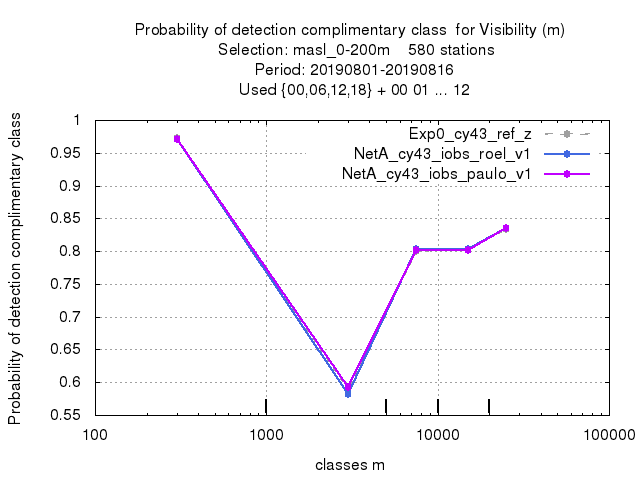 Probability of detection complimentary class  for Visibility (m)
Selection: masl_0-200m    580 stations
Period: 20190801-20190816
Used {00,06,12,18} + 00 01 ... 12
Probability of detection complimentary class
1
0.95
0.9
0.85
0.8
0.75
0.7
0.65
0.6
0.55
Exp0_cy43_ref_z
NetA_cy43_iobs_roel_v1
NetA_cy43_iobs_paulo_v1
100
1000
10000
100000
classes m